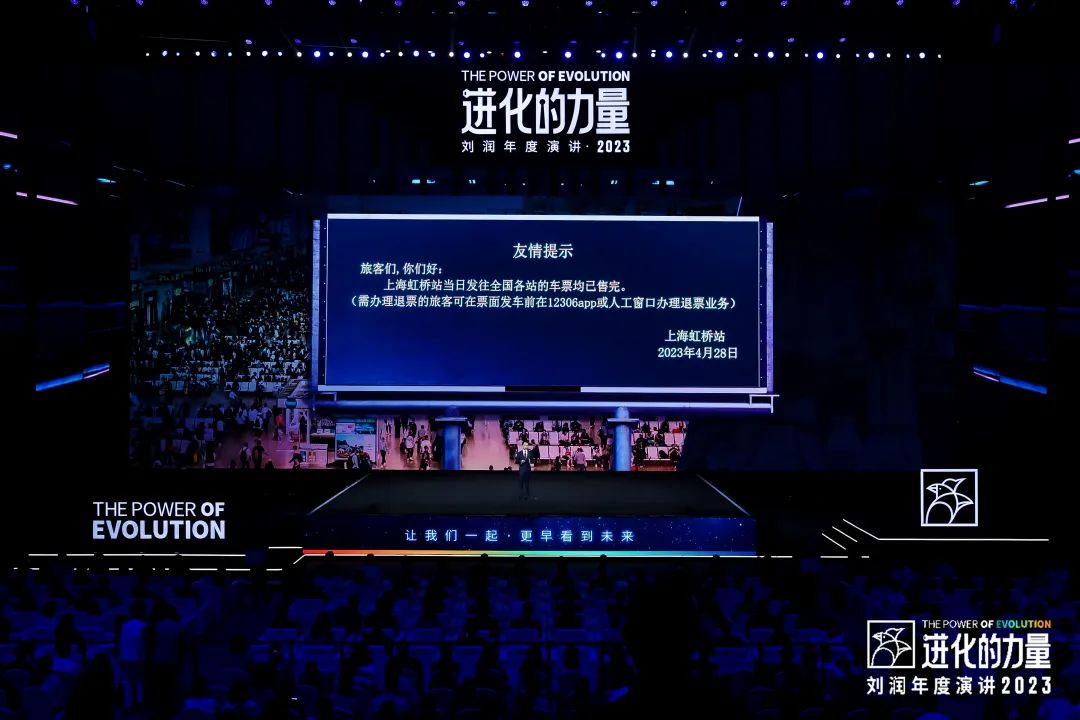 THE POWER OF EVOLUTION
进化的力量
刘润年度演讲·2023
友情提示
旅客们,你们好:
上海虹桥站当日发往全国各站的车票均已售完。
(需办理退票的旅客可在票面发车前在12306app或人工窗口办理退票业务)
上海虹桥站
2023年4月28日
THE POWER OF
EVOLUTION
让我们一起·更早看到未来
THE POWER OF EVOLUTION
进化的力量
刘润年度演讲2023